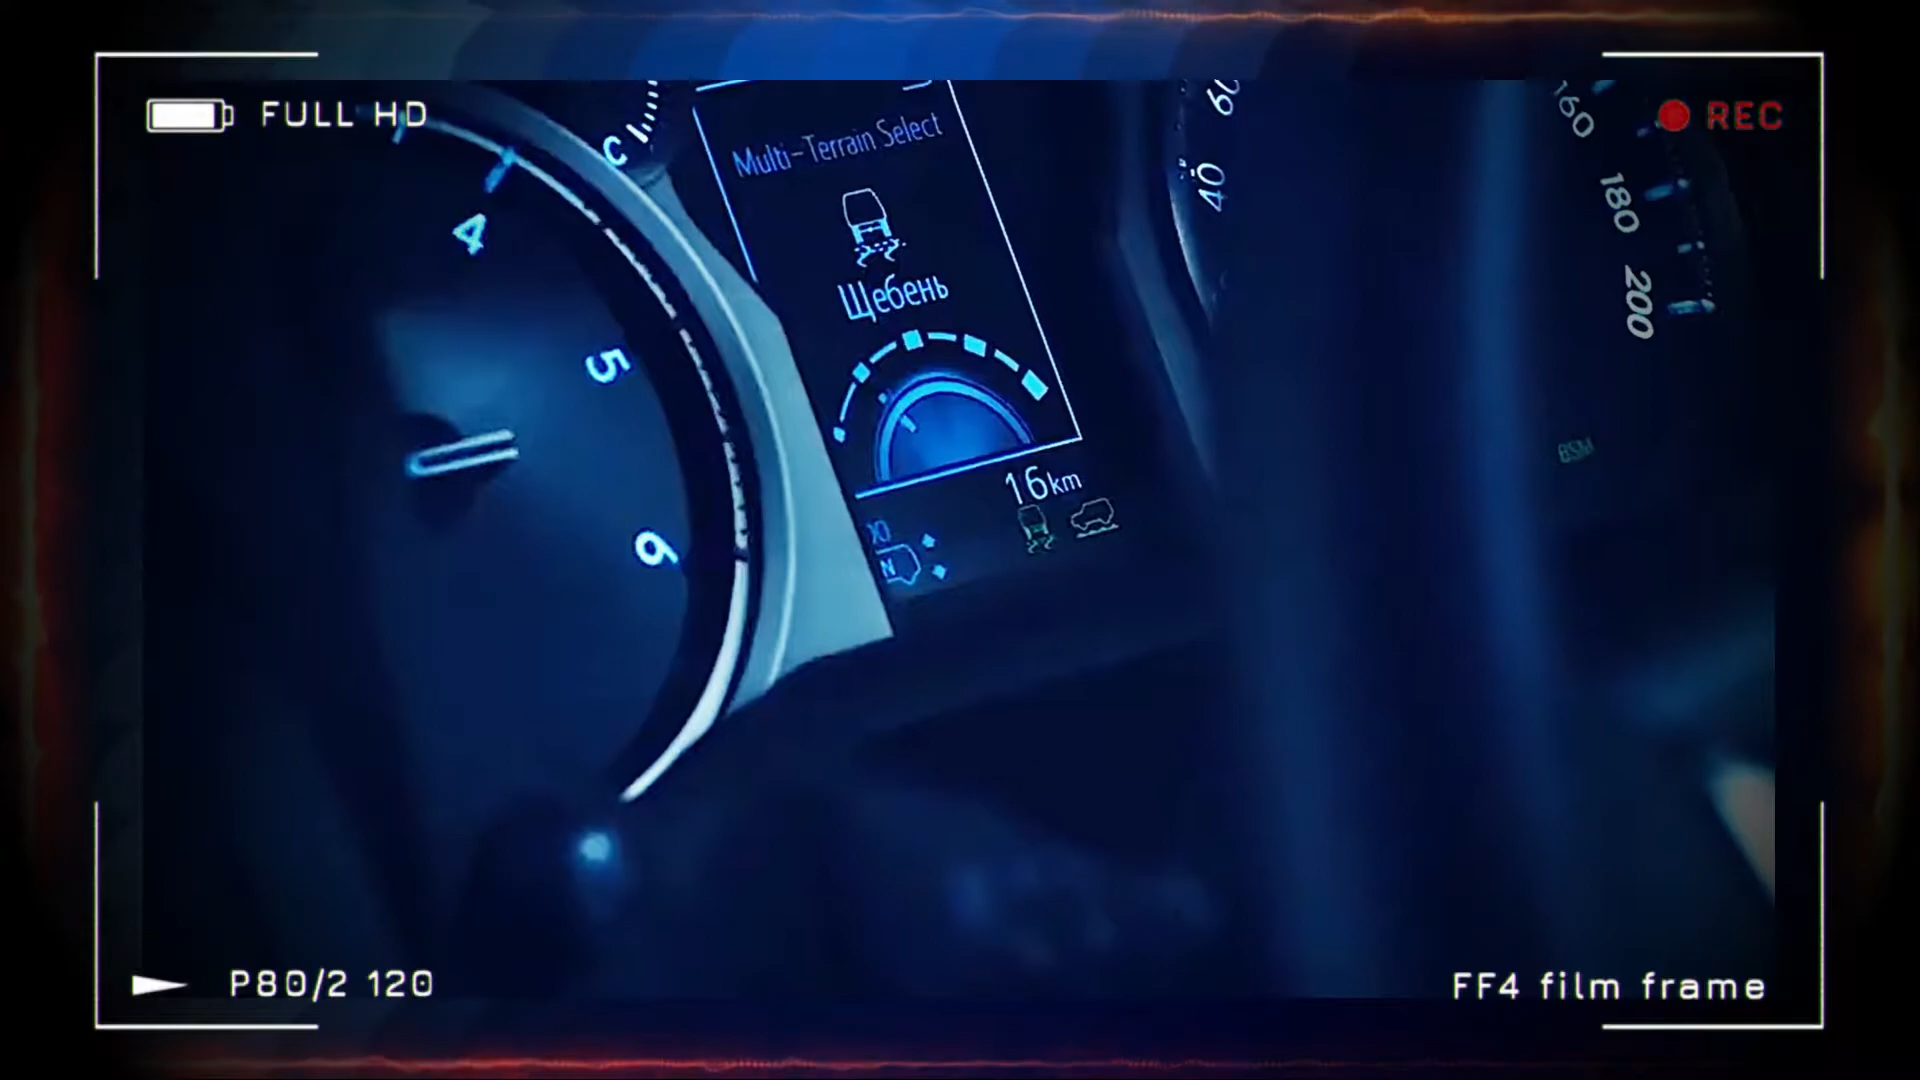 FULL HD
REC
C
4
5
6
Multi-Terrain Select
Щебень
16km
N
60
40
160
180
200
BSM
P80/2 120
FF4 film frame